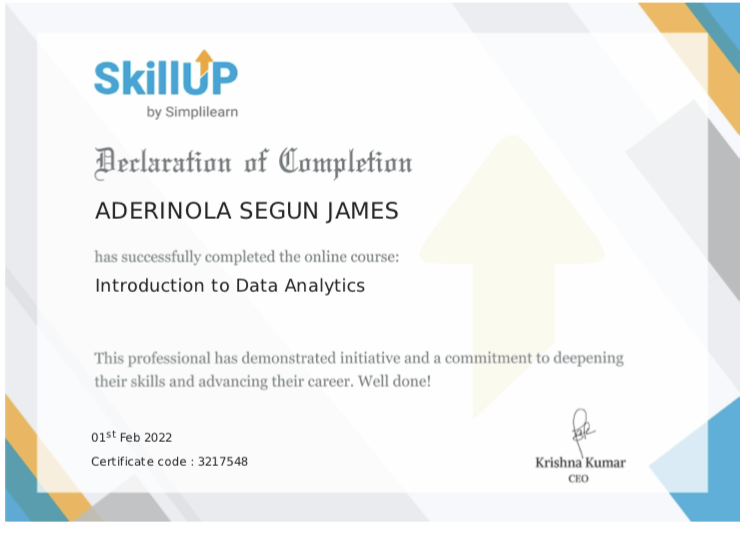 SkillUP
by Simplilearn
Declaration of Completion
ADERINOLA SEGUN JAMES
has successfully completed the online course:
Introduction to Data Analytics
This professional has demonstrated initiative and a commitment to deepening
their skills and advancing their career. Well done!
01st Feb 2022
Certificate code : 3217548
Krishna Kumar
CEO